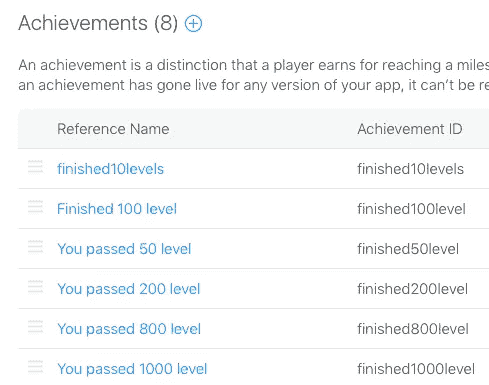 Achievements (8)
An achievement is a distinction that a player earns for reaching a miles
an achievement has gone live for any version of your app, it can't be re
Reference Name Achievement ID
finished10levels finished10levels
Finished 100 level finished100level
You passed 50 level finished50level
You passed 200 level finished200level
You passed 800 level finished800level
You passed 1000 level finished1000level